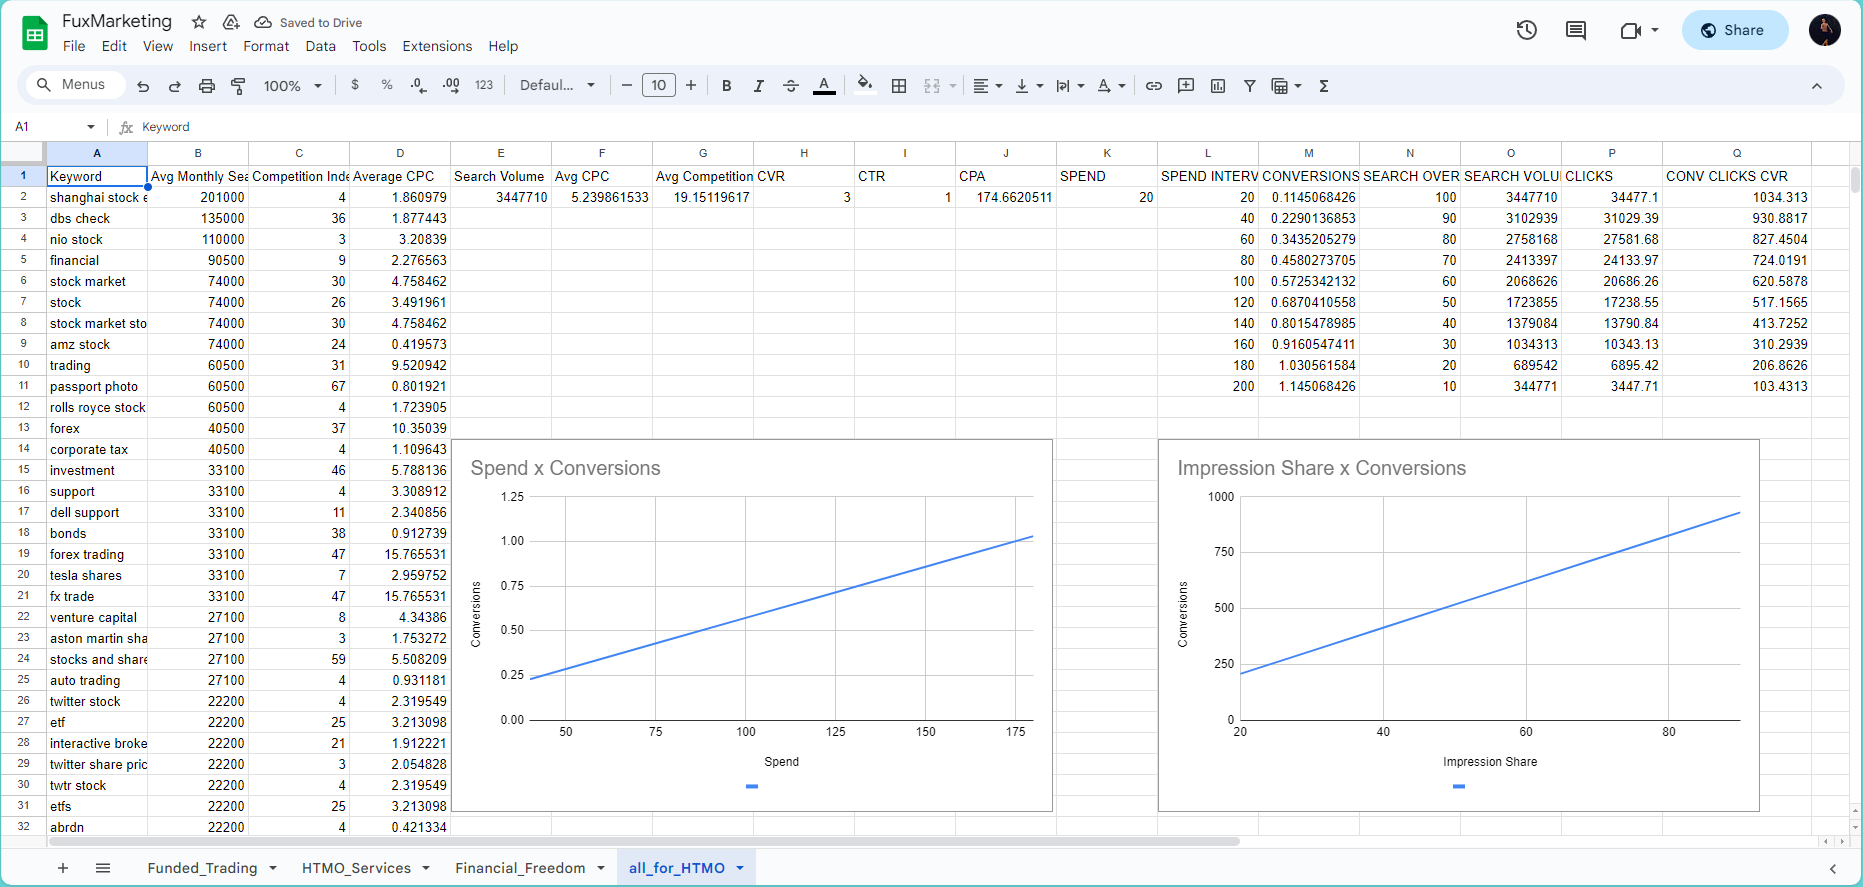 FuxMarketing Saved to Drive
File Edit View Insert Format Data Tools Extensions Help
Share
Menus 100% $ % .0 .00 123 Defaul... 10 B I A
A1 fx Keyword
A B C D E F G H I J K L M N O P Q
1 Keyword Avg Monthly Sea Competition Inde Average CPC Search Volume Avg CPC Avg Competition CVR CTR CPA SPEND SPEND INTERV CONVERSIONS SEARCH OVER SEARCH VOLU CLICKS CONV CLICKS CVR
2 shanghai stock e 201000 4 1.860979 3447710 5.239861533 19.15119617 3 1 174.6620511 20 20 0.1145068426 100 3447710 34477.1 1034.313
3 dbs check 135000 36 1.877443 40 0.2290136853 90 3102939 31029.39 930.8817
4 nio stock 110000 3 3.20839 60 0.3435205279 80 2758168 27581.68 827.4504
5 financial 90500 9 2.276563 80 0.4580273705 70 2413397 24133.97 724.0191
6 stock market 74000 30 4.758462 100 0.5725342132 60 2068626 20686.26 620.5878
7 stock 74000 26 3.491961 120 0.6870410558 50 1723855 17238.55 517.1565
8 stock market sto 74000 30 4.758462 140 0.8015478985 40 1379084 13790.84 413.7252
9 amz stock 74000 24 0.419573 160 0.9160547411 30 1034313 10343.13 310.2939
10 trading 60500 31 9.520942 180 1.030561584 20 689542 6895.42 206.8626
11 passport photo 60500 67 0.801921 200 1.145068426 10 344771 3447.71 103.4313
12 rolls royce stock 60500 4 1.723905
13 forex 40500 37 10.35039
14 corporate tax 40500 4 1.109643
15 investment 33100 46 5.788136
16 support 33100 4 3.308912
17 dell support 33100 11 2.340856
18 bonds 33100 38 0.912739
19 forex trading 33100 47 15.765531
20 tesla shares 33100 7 2.959752
21 fx trade 33100 47 15.765531
22 venture capital 27100 8 4.34386
23 aston martin sha 27100 3 1.753272
24 stocks and share 27100 59 5.508209
25 auto trading 27100 4 0.931181
26 twitter stock 22200 4 2.319549
27 etf 22200 25 3.213098
28 interactive broke 22200 21 1.912221
29 twitter share pric 22200 3 2.054828
30 twtr stock 22200 4 2.319549
31 etfs 22200 25 3.213098
32 abrdn 22200 4 0.421334
Spend x Conversions
1.25
1.00
0.75
0.50
0.25
0.00
Conversions
50 75 100 125 150 175
Spend
Impression Share x Conversions
1000
750
500
250
0
Conversions
20 40 60 80
Impression Share
Funded_Trading HTMO_Services Financial_Freedom all_for_HTMO